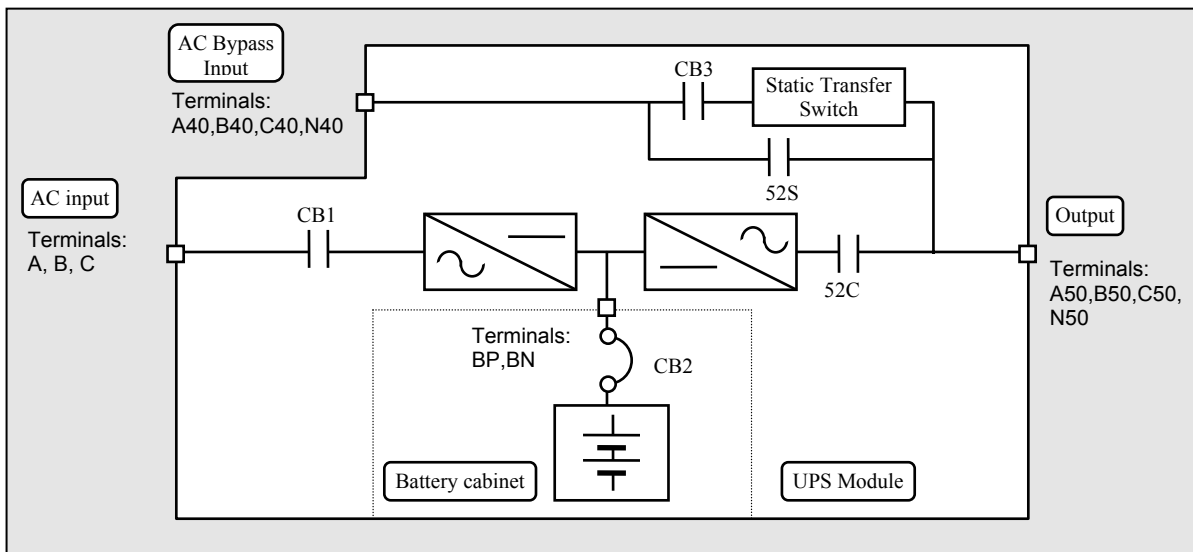 AC Bypass
Input
Terminals:
A40,B40,C40,N40
CB3
Static Transfer
Switch
52S
AC input
Terminals:
A, B, C
CB1
52C
Output
Terminals:
A50,B50,C50,
N50
Terminals:
BP,BN
CB2
Battery cabinet
UPS Module